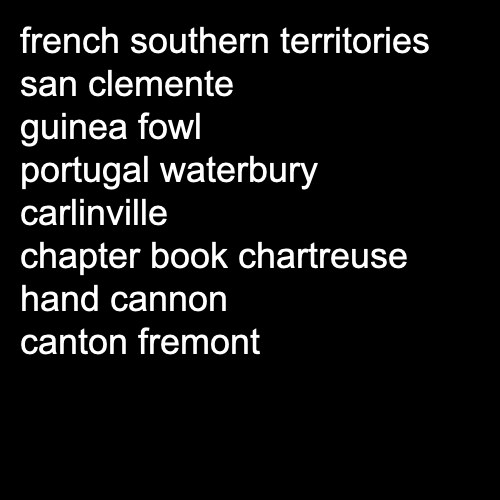 french southern territories
san clemente
guinea fowl
portugal waterbury
carlinville
chapter book chartreuse
hand cannon
canton fremont